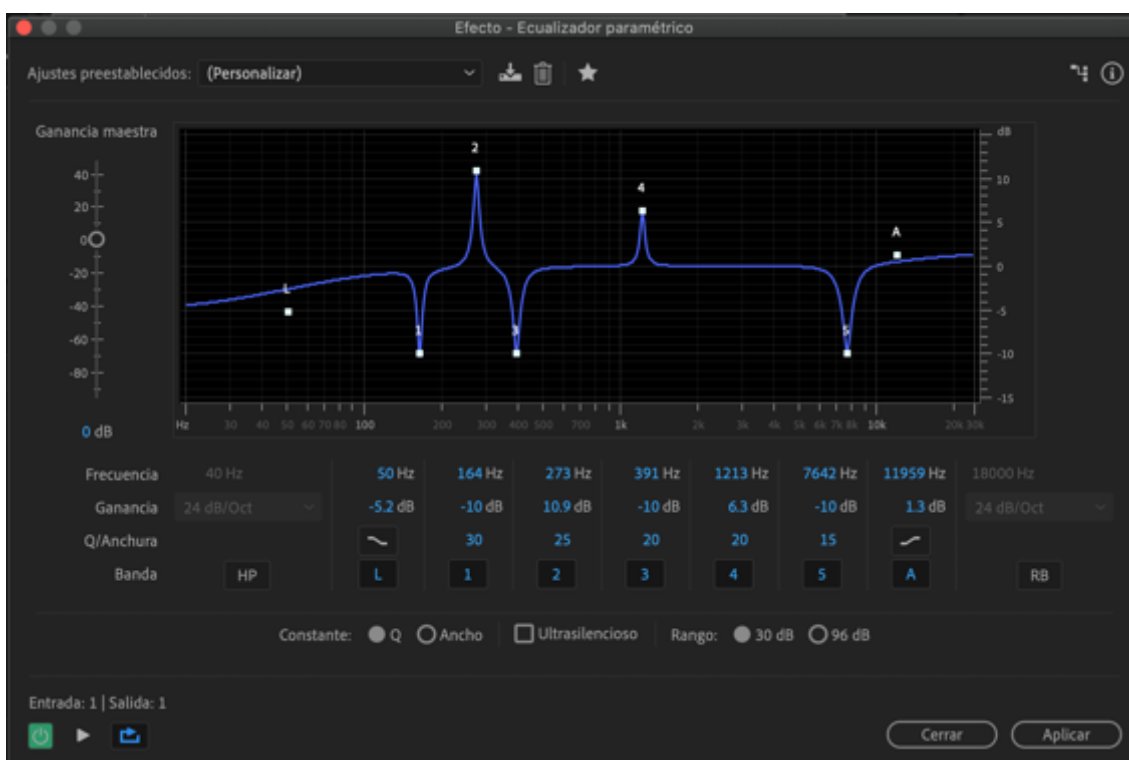 Efecto - Ecualizador paramétrico
Ajustes preestablecidos: (Personalizar)
Ganancia maestra
dB
2
40
10
4
20
5
A
0
0
-20
L
-40
-5
1 3 5
-60
-10
-80
-15
0 dB
Hz 30 40 50 60 70 80 100 200 300 400 500 700 1k 2k 3k 4k 5k 6k 7k 8k 10k 20k 30k
Frecuencia 40 Hz 50 Hz 164 Hz 273 Hz 391 Hz 1213 Hz 7642 Hz 11959 Hz 18000 Hz
Ganancia 24 dB/Oct -5.2 dB -10 dB 10.9 dB -10 dB 6.3 dB -10 dB 1.3 dB 24 dB/Oct
Q/Anchura 30 25 20 20 15
Banda HP L 1 2 3 4 5 A RB
Constante: Q Ancho Ultrasilencioso Rango: 30 dB 96 dB
Entrada: 1 | Salida: 1
Cerrar Aplicar